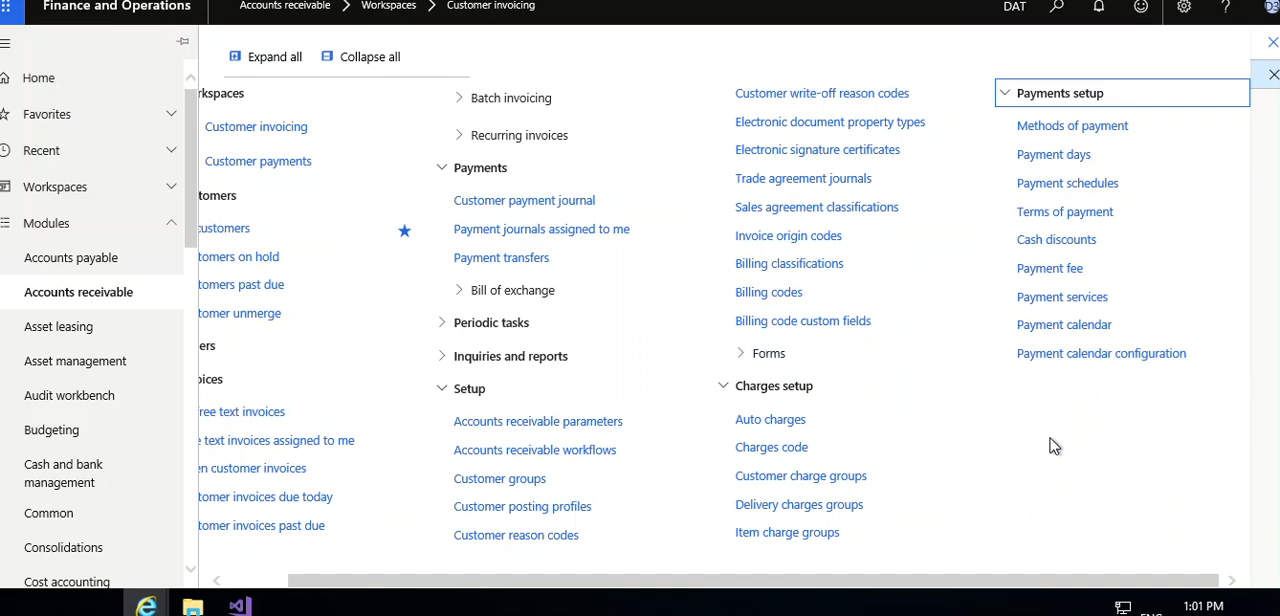 Finance and Operations
Accounts receivable
Workspaces
Customer invoicing
DAT
Home
Favorites
Recent
Workspaces
Modules
Accounts payable
Accounts receivable
Asset leasing
Asset management
Audit workbench
Budgeting
Cash and bank
management
Common
Consolidations
Cost accounting
Expand all
Collapse all
rkspaces
Customer invoicing
Customer payments
tomers
customers
tomers on hold
tomers past due
tomer unmerge
ers
oices
ree text invoices
e text invoices assigned to me
en customer invoices
tomer invoices due today
tomer invoices past due
Batch invoicing
Recurring invoices
Payments
Customer payment journal
Payment journals assigned to me
Payment transfers
Bill of exchange
Periodic tasks
Inquiries and reports
Setup
Accounts receivable parameters
Accounts receivable workflows
Customer groups
Customer posting profiles
Customer reason codes
Customer write-off reason codes
Electronic document property types
Electronic signature certificates
Trade agreement journals
Sales agreement classifications
Invoice origin codes
Billing classifications
Billing codes
Billing code custom fields
Forms
Charges setup
Auto charges
Charges code
Customer charge groups
Delivery charges groups
Item charge groups
Payments setup
Methods of payment
Payment days
Payment schedules
Terms of payment
Cash discounts
Payment fee
Payment services
Payment calendar
Payment calendar configuration
ENG
1:01 PM